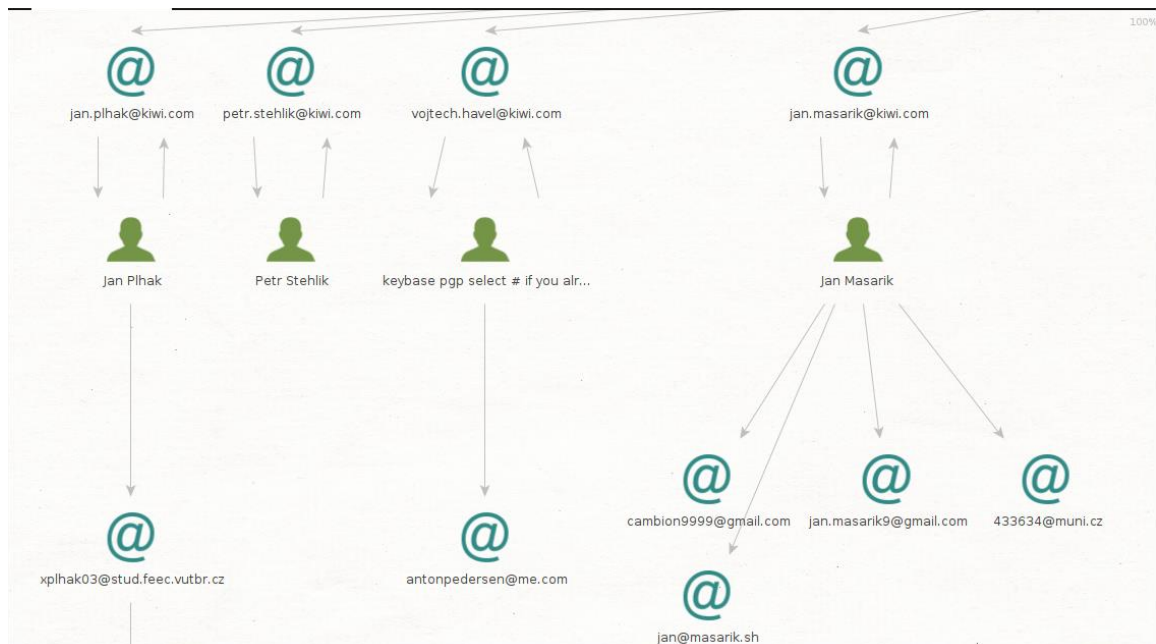 100%
@ @ @ @
jan.plhak@kiwi.com petr.stehlik@kiwi.com vojtech.havel@kiwi.com jan.masarik@kiwi.com
Jan Plhak Petr Stehlik keybase pgp select # if you alr... Jan Masarik
@ @ @
cambion9999@gmail.com jan.masarik9@gmail.com 433634@muni.cz
@ @
xplhak03@stud.feec.vutbr.cz antonpedersen@me.com
@
jan@masarik.sh